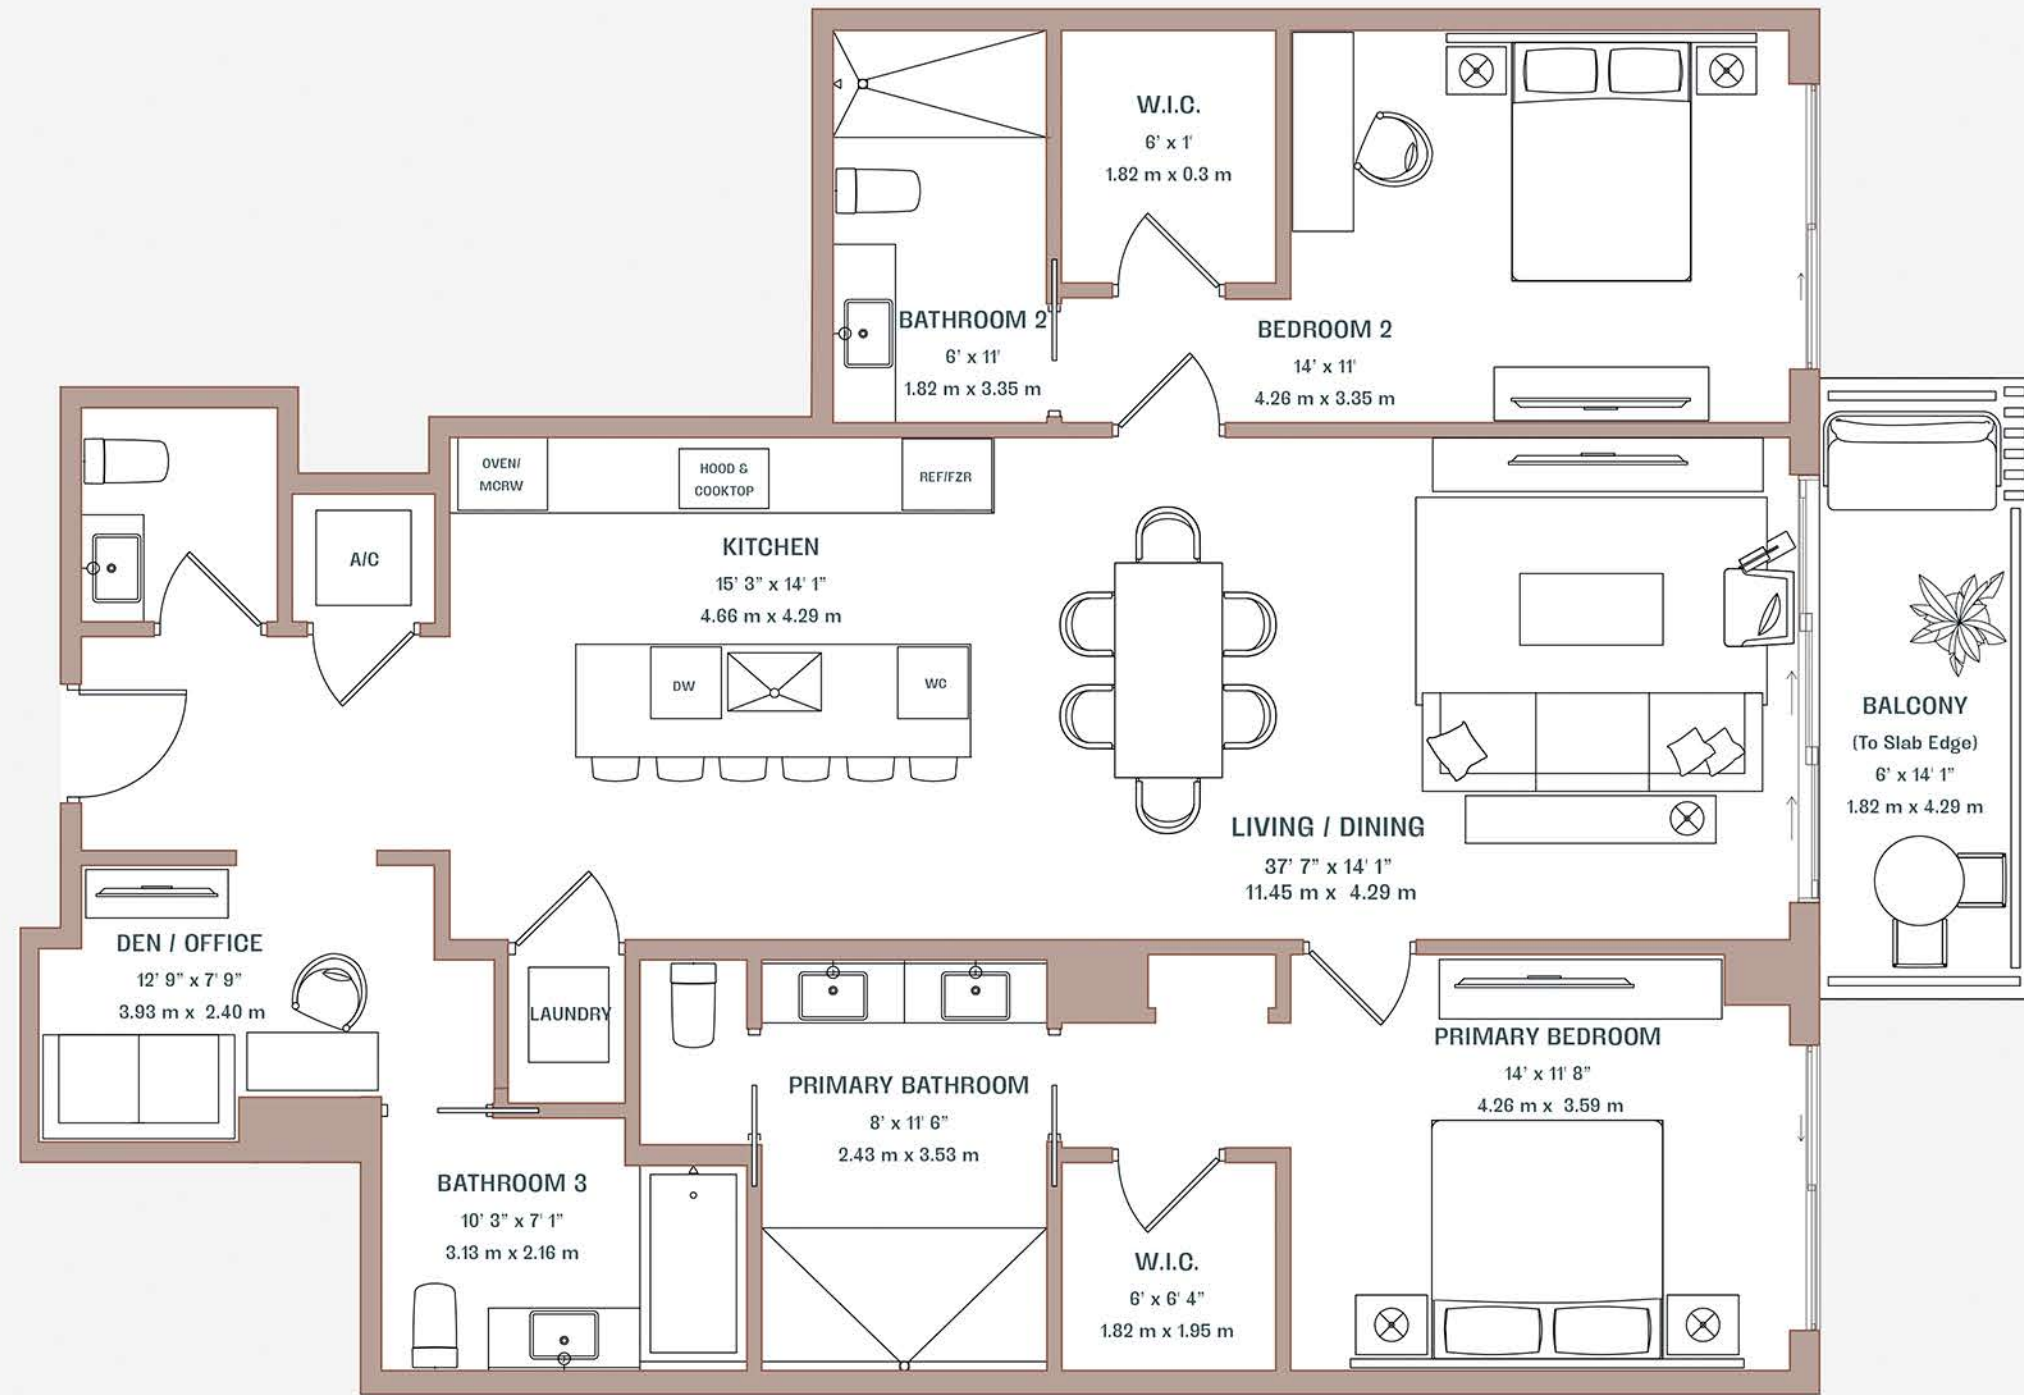 W.I.C.
6' x 1'
1.82 m x 0.3 m
BATHROOM 2
6' x 11'
1.82 m x 3.35 m
BEDROOM 2
14' x 11'
4.26 m x 3.35 m
OVEN/
MCRW
HOOD &
COOKTOP
REF/FZR
A/C
KITCHEN
15' 3" x 14' 1"
4.66 m x 4.29 m
DW
WC
BALCONY
(To Slab Edge)
6' x 14' 1"
1.82 m x 4.29 m
LIVING / DINING
37' 7" x 14' 1"
11.45 m x 4.29 m
DEN / OFFICE
12' 9" x 7' 9"
3.93 m x 2.40 m
LAUNDRY
PRIMARY BATHROOM
8' x 11' 6"
2.43 m x 3.53 m
PRIMARY BEDROOM
14' x 11' 8"
4.26 m x 3.59 m
BATHROOM 3
10' 3" x 7' 1"
3.13 m x 2.16 m
W.I.C.
6' x 6' 4"
1.82 m x 1.95 m